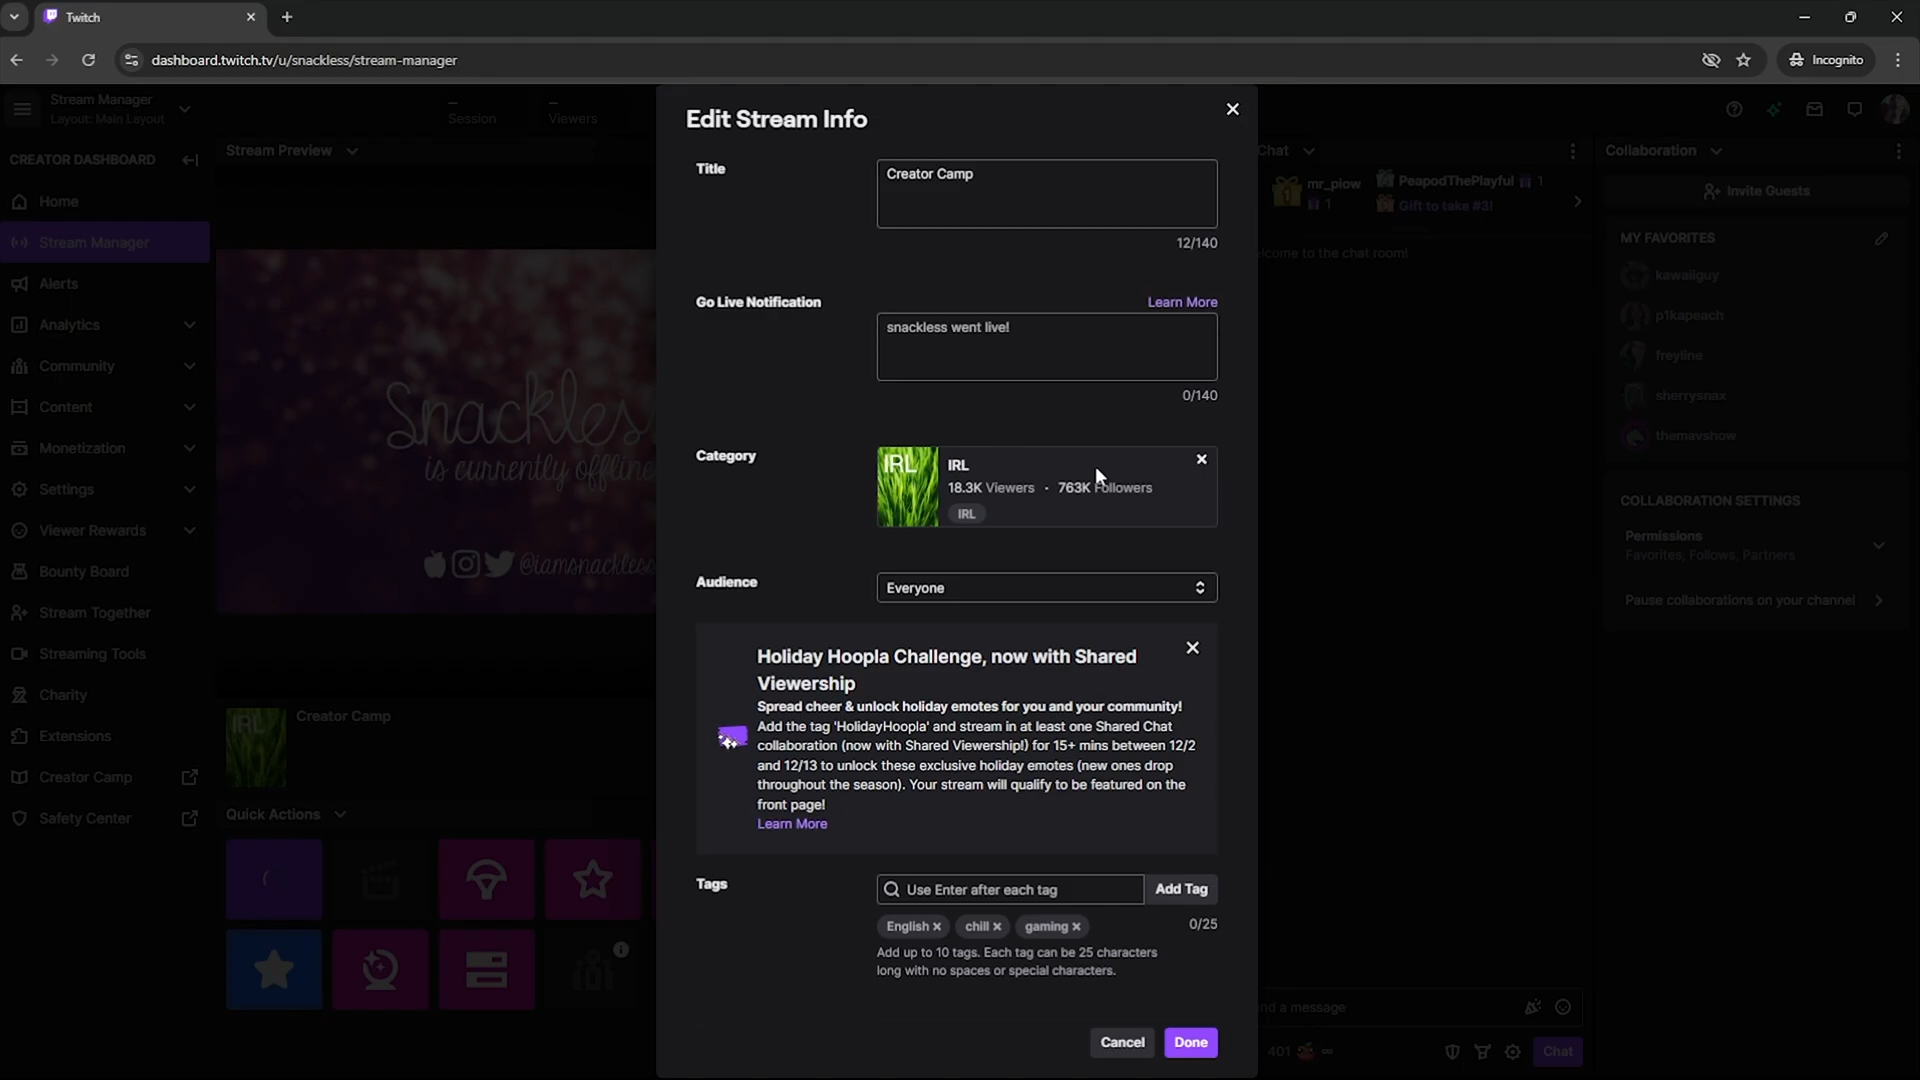 Twitch
dashboard.twitch.tv/u/snackless/stream-manager
Incognito
Stream Manager
Layout: Main Layout
Session
Viewers
CREATOR DASHBOARD
Home
Stream Manager
Alerts
Analytics
Community
Content
Monetization
Settings
Viewer Rewards
Bounty Board
Stream Together
Streaming Tools
Charity
Extensions
Creator Camp
Safety Center
Stream Preview
Snackless
is currently offline
@iamsnackless
IRL
Creator Camp
Quick Actions
Edit Stream Info
Title
Creator Camp
12/140
Go Live Notification
Learn More
snackless went live!
0/140
Category
IRL
IRL
18.3K Viewers · 763K Followers
IRL
Audience
Everyone
Holiday Hoopla Challenge, now with Shared
Viewership
Spread cheer & unlock holiday emotes for you and your community!
Add the tag 'HolidayHoopla' and stream in at least one Shared Chat
collaboration (now with Shared Viewership!) for 15+ mins between 12/2
and 12/13 to unlock these exclusive holiday emotes (new ones drop
throughout the season). Your stream will qualify to be featured on the
front page!
Learn More
Tags
Use Enter after each tag
Add Tag
English
chill
gaming
0/25
Add up to 10 tags. Each tag can be 25 characters
long with no spaces or special characters.
Cancel
Done
Chat
1
mr_plow
1
PeapodThePlayful
1
Gift to take #3!
lcome to the chat room!
nd a message
401
Chat
Collaboration
Invite Guests
MY FAVORITES
kawaiiguy
p1kapeach
freyline
sherrysnax
themavshow
COLLABORATION SETTINGS
Permissions
Favorites, Follows, Partners
Pause collaborations on your channel